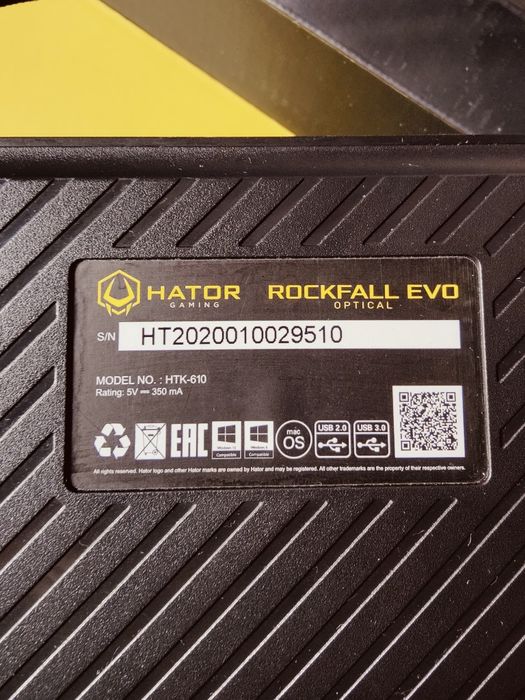 HATOR
GAMING
ROCKFALL EVO
OPTICAL
S/N HT2020010029510
MODEL NO. : HTK-610
Rating: 5V ⎓ 350 mA
EAC
Compatible
Compatible
mac
OS
USB 2.0
USB 3.0
All rights reserved. Hator logo and other Hator marks are owned by Hator and may be registered. All other trademarks are the property of their respective owners.